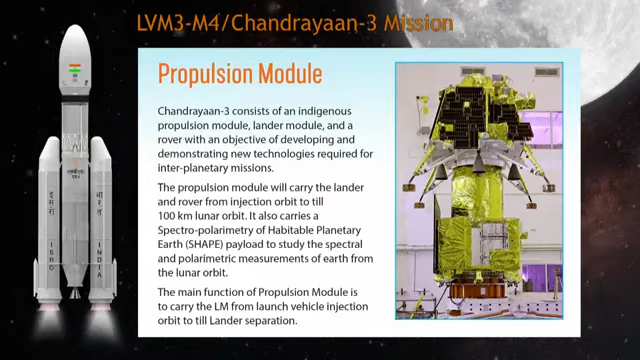 LVM3-M4/Chandrayaan-3 Mission
Propulsion Module
Chandrayaan-3 consists of an indigenous
propulsion module, lander module, and a
rover with an objective of developing and
demonstrating new technologies required for
inter-planetary missions.
The propulsion module will carry the lander
and rover from injection orbit to till
100 km lunar orbit. It also carries a
Spectro-polarimetry of Habitable Planetary
Earth (SHAPE) payload to study the spectral
and polarimetric measurements of earth from
the lunar orbit.
The main function of Propulsion Module is
to carry the LM from launch vehicle injection
orbit to till Lander separation.
इसरो
भारत
ISRO
INDIA